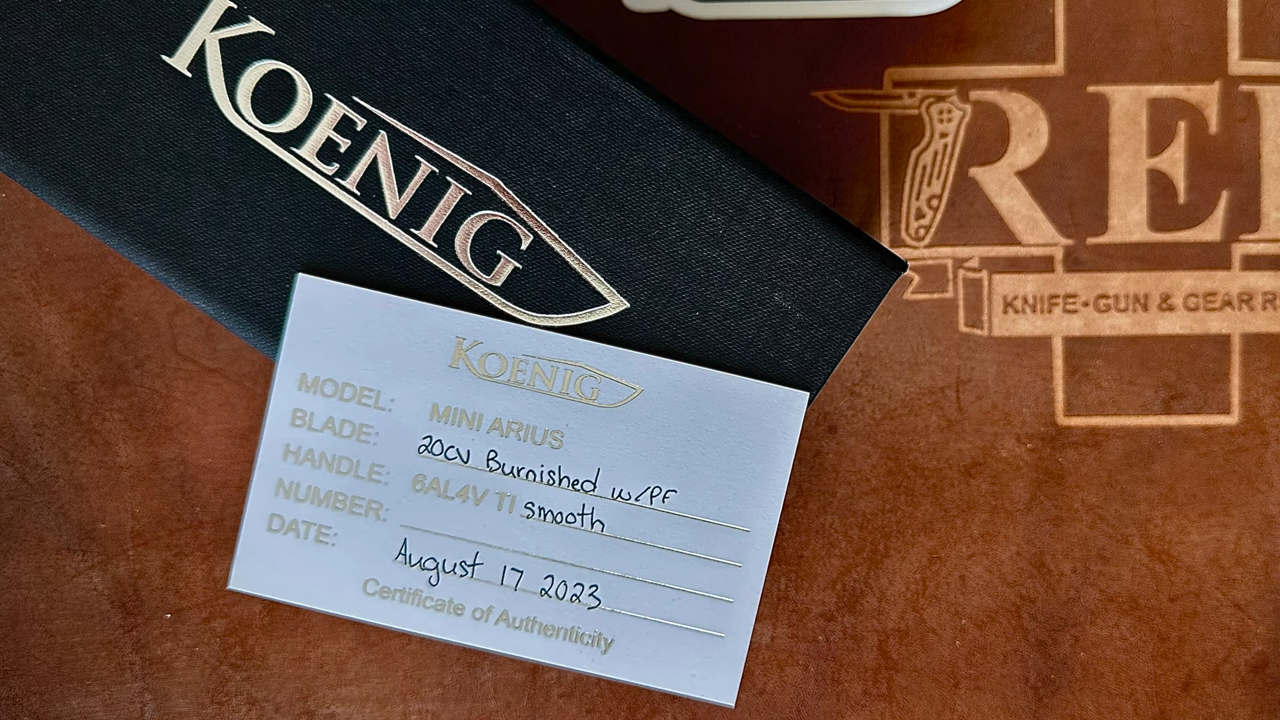 KOENIG
REI
KNIFE•GUN & GEAR R
KOENIG
MODEL: MINI ARIUS
BLADE: 20cv Burnished w/PF
HANDLE: 6AL4V TI smooth
NUMBER:
DATE: August 17 2023
Certificate of Authenticity